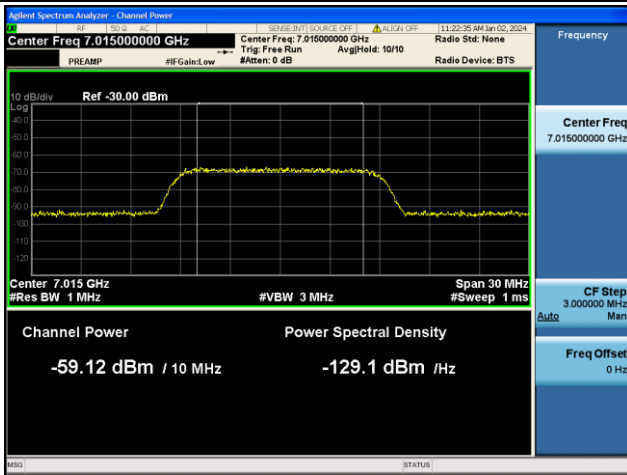 Agilent Spectrum Analyzer - Channel Power
RF 50 Ω AC SENSE:INT SOURCE OFF ALIGN OFF 11:22:35 AM Jan 02, 2024
Center Freq 7.015000000 GHz Center Freq: 7.015000000 GHz Radio Std: None
Trig: Free Run Avg|Hold: 10/10
PREAMP #IFGain:Low #Atten: 0 dB Radio Device: BTS
Frequency
10 dB/div Ref -30.00 dBm
Log
-40.0
-50.0
-60.0
-70.0
-80.0
-90.0
-100
-110
-120
Center 7.015 GHz Span 30 MHz
#Res BW 1 MHz #VBW 3 MHz #Sweep 1 ms
Channel Power Power Spectral Density
-59.12 dBm / 10 MHz -129.1 dBm /Hz
Center Freq
7.015000000 GHz
CF Step
3.000000 MHz
Auto Man
Freq Offset
0 Hz
MSG STATUS